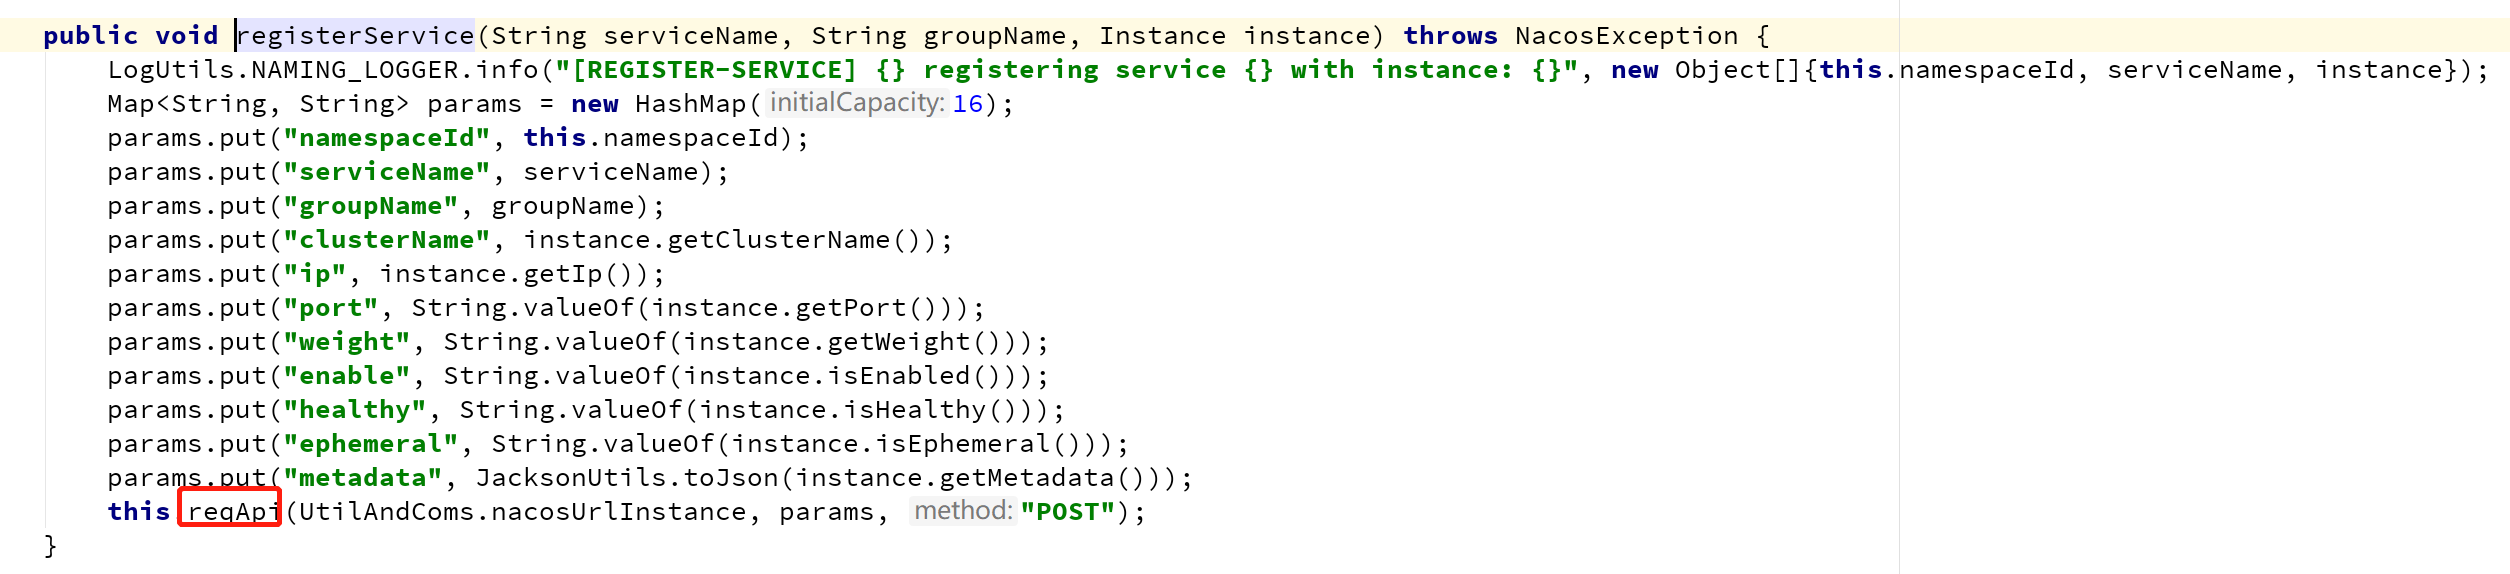 public void registerService(String serviceName, String groupName, Instance instance) throws NacosException {
LogUtils.NAMING_LOGGER.info("[REGISTER-SERVICE] {} registering service {} with instance: {}", new Object[]{this.namespaceId, serviceName, instance});
Map<String, String> params = new HashMap( initialCapacity: 16);
params.put("namespaceId", this.namespaceId);
params.put("serviceName", serviceName);
params.put("groupName", groupName);
params.put("clusterName", instance.getClusterName());
params.put("ip", instance.getIp());
params.put("port", String.valueOf(instance.getPort()));
params.put("weight", String.valueOf(instance.getWeight()));
params.put("enable", String.valueOf(instance.isEnabled()));
params.put("healthy", String.valueOf(instance.isHealthy()));
params.put("ephemeral", String.valueOf(instance.isEphemeral()));
params.put("metadata", JacksonUtils.toJson(instance.getMetadata()));
this.reqApi(UtilAndComs.nacosUrlInstance, params, method: "POST");
}